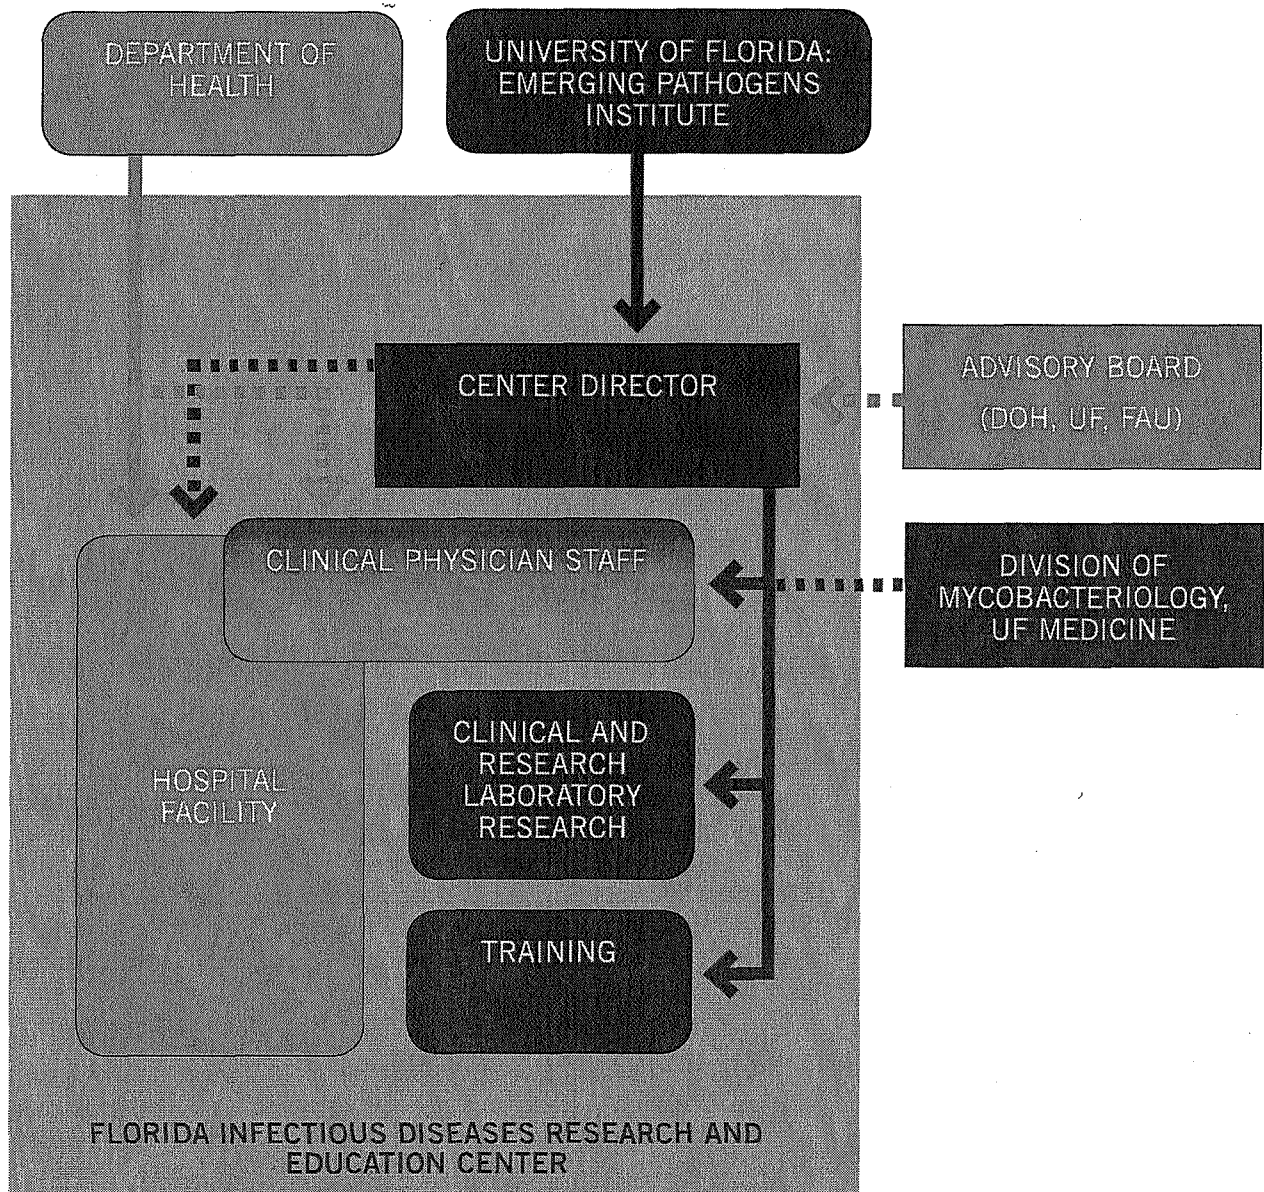 DEPARTMENT OF
HEALTH
UNIVERSITY OF FLORIDA:
EMERGING PATHOGENS
INSTITUTE
CENTER DIRECTOR
ADVISORY BOARD
(DOH, UF, FAU)
CLINICAL PHYSICIAN STAFF
DIVISION OF
MYCOBACTERIOLOGY,
UF MEDICINE
CLINICAL AND
RESEARCH
LABORATORY
RESEARCH
HOSPITAL
FACILITY
TRAINING
FLORIDA INFECTIOUS DISEASES RESEARCH AND
EDUCATION CENTER